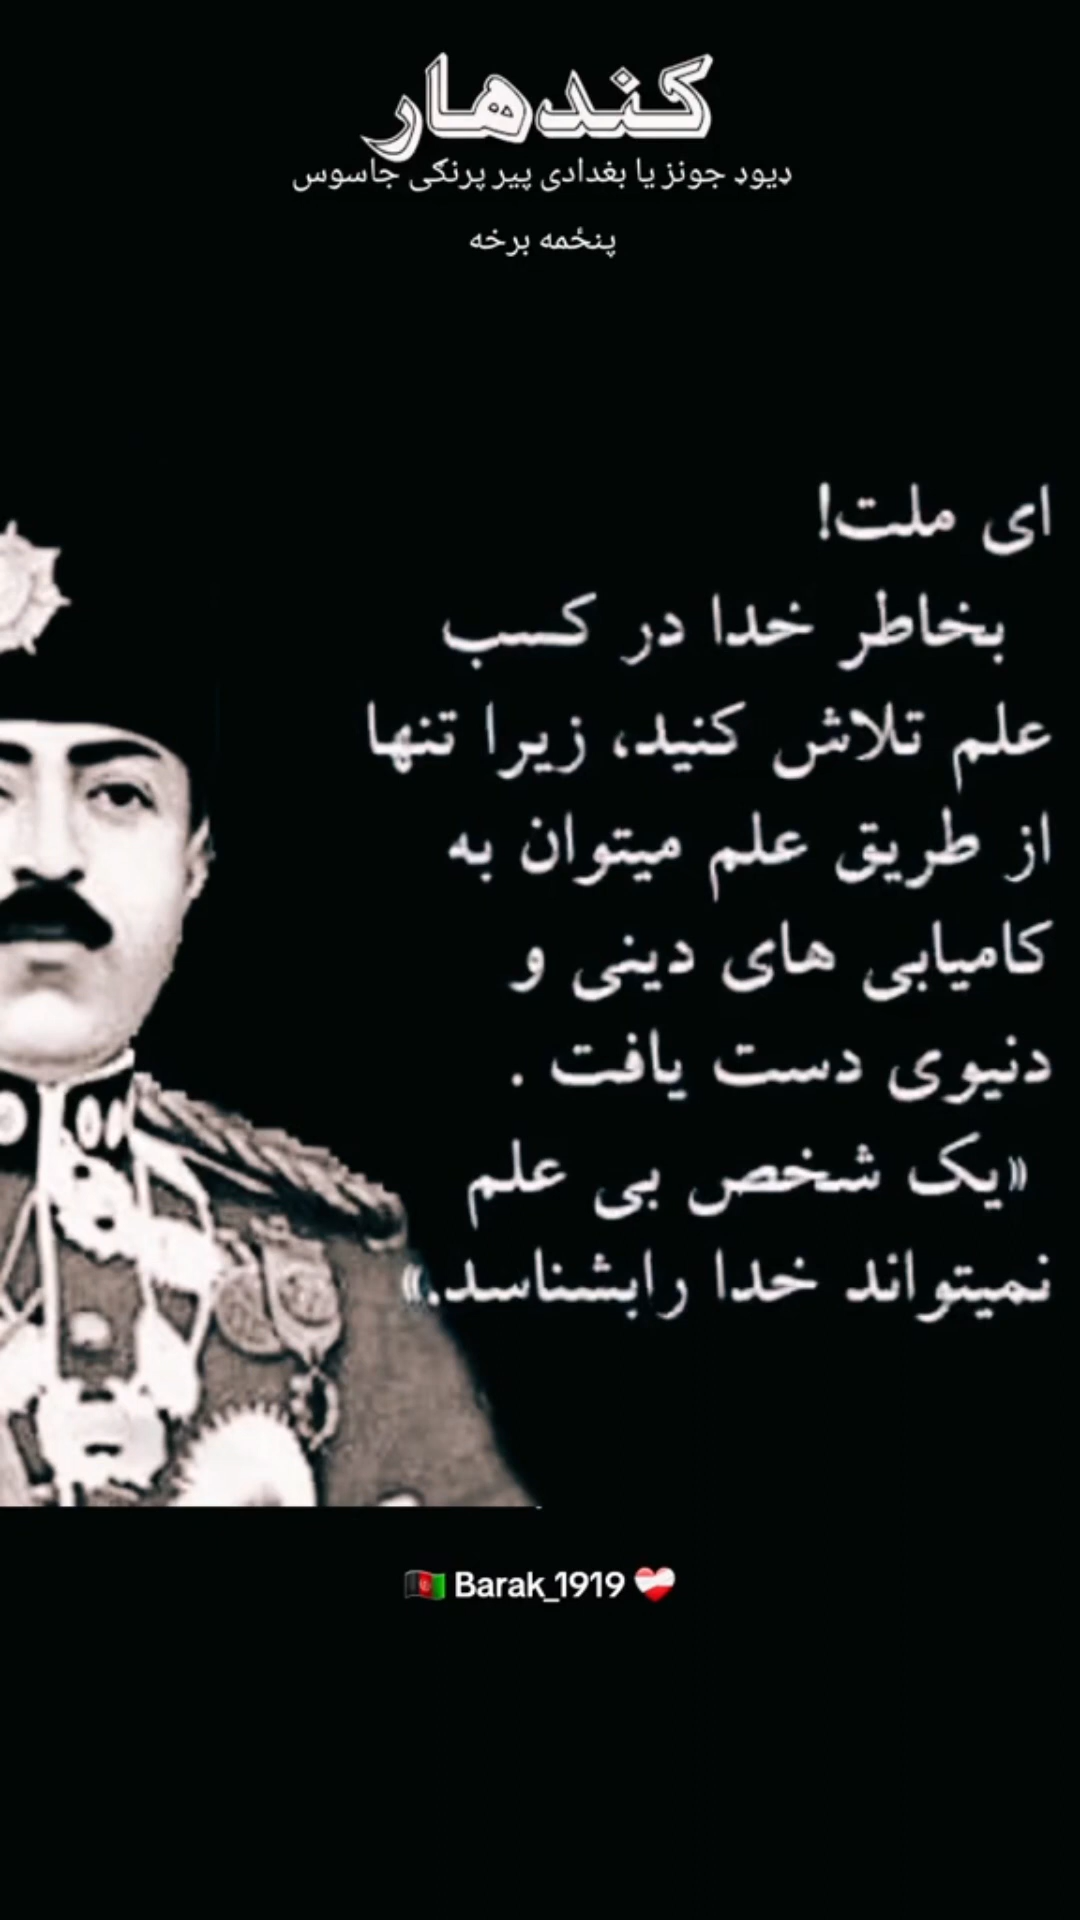 کندهار
ډیوډ جونز یا بغدادی پیر پرنګی جاسوس
پنځمه برخه
ای ملت!
بخاطر خدا در کسب
علم تلاش کنید، زیرا تنها
از طریق علم میتوان به
کامیابی های دینی و
دنیوی دست یافت .
«یک شخص بی علم
نمیتواند خدا رابشناسد.»
🇦🇫 Barak_1919 ❤️‍🩹